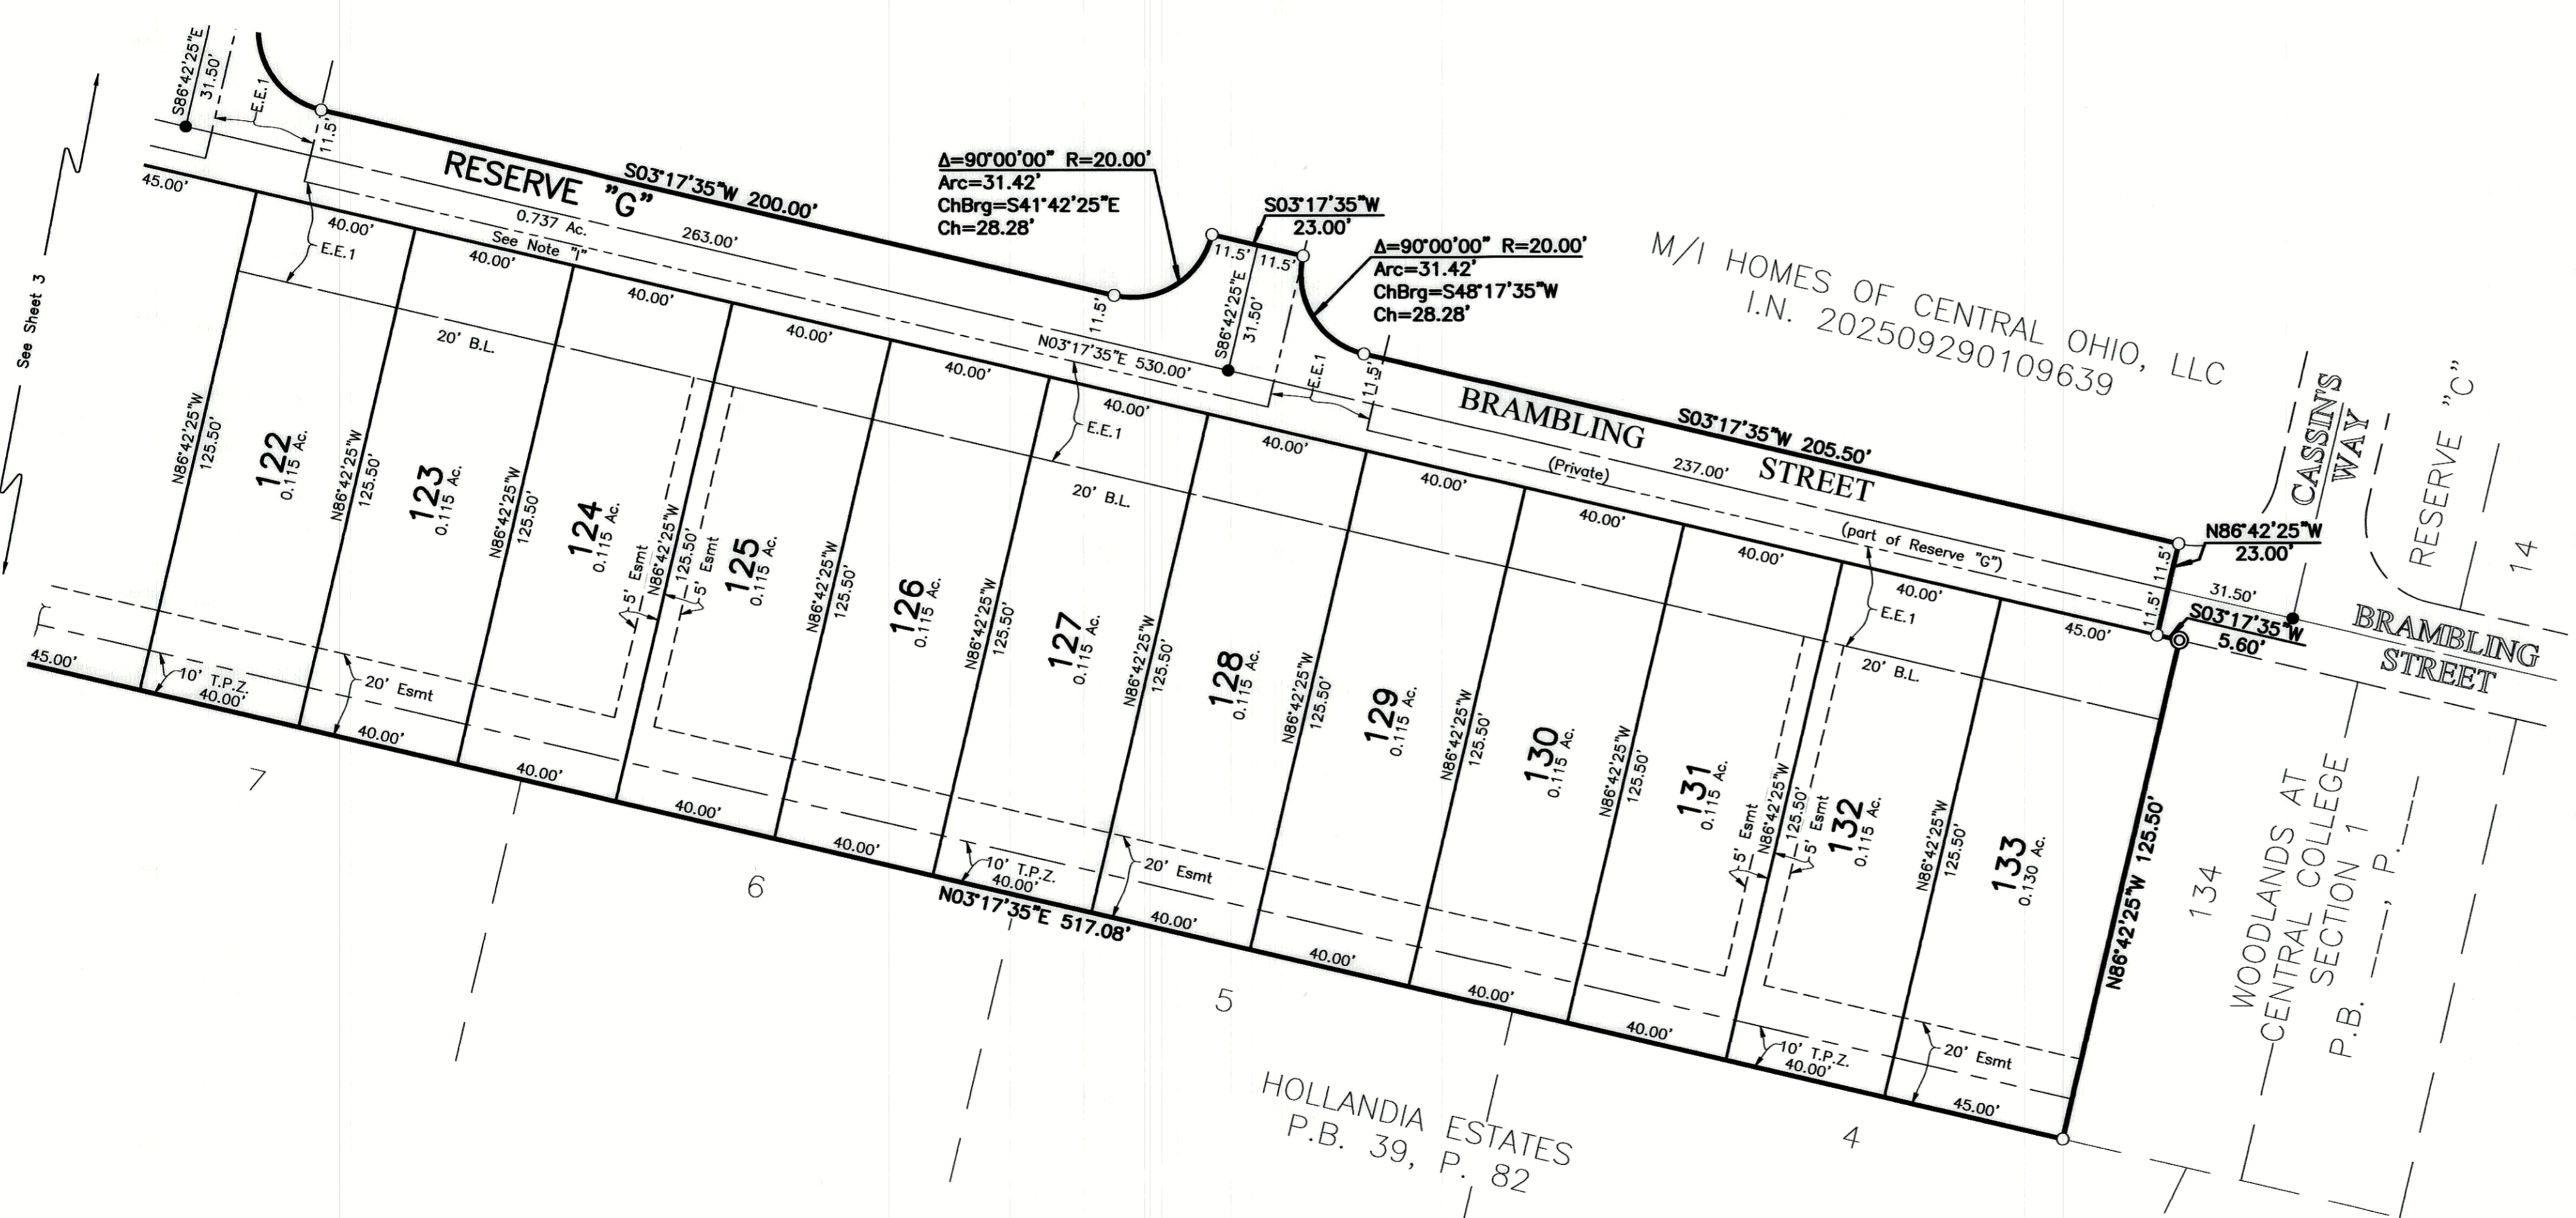 S86°42'25"E
31.50'
E.E.1
11.5'
See Sheet 3
45.00'
RESERVE "G"
0.737 Ac.
See Note "i"
S03°17'35"W 200.00'
263.00'
E.E.1
Δ=90°00'00" R=20.00'
Arc=31.42'
ChBrg=S41°42'25"E
Ch=28.28'
S03°17'35"W
23.00'
11.5'
11.5'
11.5'
S86°42'25"E
31.50'
Δ=90°00'00" R=20.00'
Arc=31.42'
ChBrg=S48°17'35"W
Ch=28.28'
M/I HOMES OF CENTRAL OHIO, LLC
I.N. 202509290109639
N03°17'35"E 530.00'
E.E.1
11.5'
E.E.1
BRAMBLING STREET
(Private)
237.00'
(part of Reserve "G")
S03°17'35"W 205.50'
E.E.1
CASSIN'S
WAY
RESERVE "C"
14
N86°42'25"W
23.00'
11.5'
11.5'
31.50'
S03°17'35"W
5.60'
BRAMBLING
STREET
40.00'
40.00'
40.00'
40.00'
40.00'
40.00'
40.00'
40.00'
40.00'
40.00'
40.00'
45.00'
20' B.L.
20' B.L.
20' B.L.
N86°42'25"W
125.50'
122
0.115 Ac.
N86°42'25"W
125.50'
123
0.115 Ac.
N86°42'25"W
125.50'
124
0.115 Ac.
5' Esmt
N86°42'25"W
125.50'
5' Esmt
125
0.115 Ac.
N86°42'25"W
125.50'
126
0.115 Ac.
N86°42'25"W
125.50'
127
0.115 Ac.
N86°42'25"W
125.50'
128
0.115 Ac.
N86°42'25"W
125.50'
129
0.115 Ac.
N86°42'25"W
125.50'
130
0.115 Ac.
N86°42'25"W
125.50'
131
0.115 Ac.
5' Esmt
N86°42'25"W
125.50'
5' Esmt
132
0.115 Ac.
N86°42'25"W
125.50'
133
0.130 Ac.
N86°42'25"W 125.50'
134
WOODLANDS AT
CENTRAL COLLEGE
SECTION 1
P.B. ____, P.____
45.00'
10' T.P.Z.
40.00'
20' Esmt
40.00'
40.00'
40.00'
40.00'
10' T.P.Z.
40.00'
20' Esmt
40.00'
40.00'
40.00'
40.00'
10' T.P.Z.
40.00'
20' Esmt
45.00'
N03°17'35"E 517.08'
7
6
5
4
HOLLANDIA ESTATES
P.B. 39, P. 82